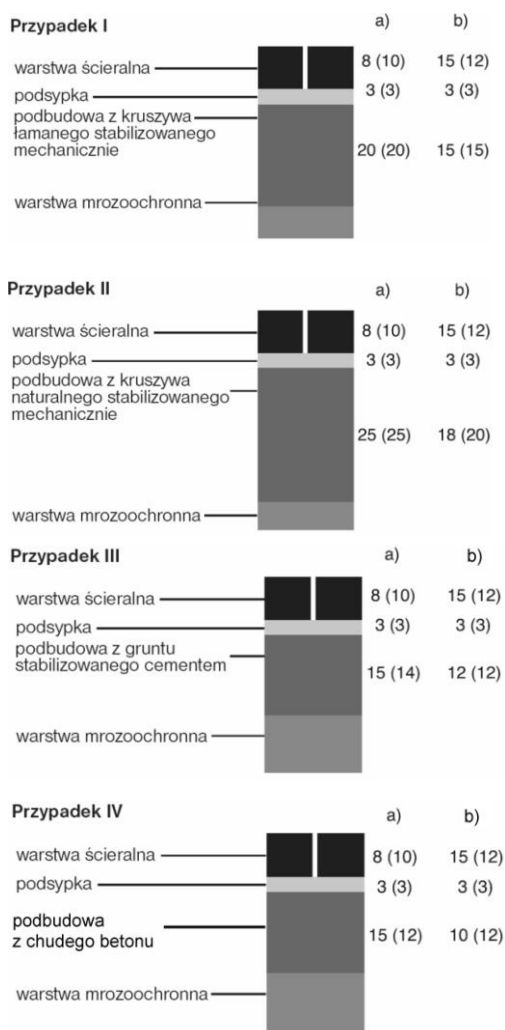 Przypadek I
a) b)
warstwa ścieralna 8 (10) 15 (12)
podsypka 3 (3) 3 (3)
podbudowa z kruszywa
łamanego stabilizowanego
mechanicznie 20 (20) 15 (15)
warstwa mrozoochronna
Przypadek II
a) b)
warstwa ścieralna 8 (10) 15 (12)
podsypka 3 (3) 3 (3)
podbudowa z kruszywa
naturalnego stabilizowanego
mechanicznie
25 (25) 18 (20)
warstwa mrozoochronna
Przypadek III
a) b)
warstwa ścieralna 8 (10) 15 (12)
podsypka 3 (3) 3 (3)
podbudowa z gruntu
stabilizowanego cementem
15 (14) 12 (12)
warstwa mrozoochronna
Przypadek IV
a) b)
warstwa ścieralna 8 (10) 15 (12)
podsypka 3 (3) 3 (3)
podbudowa
z chudego betonu 15 (12) 10 (12)
warstwa mrozoochronna